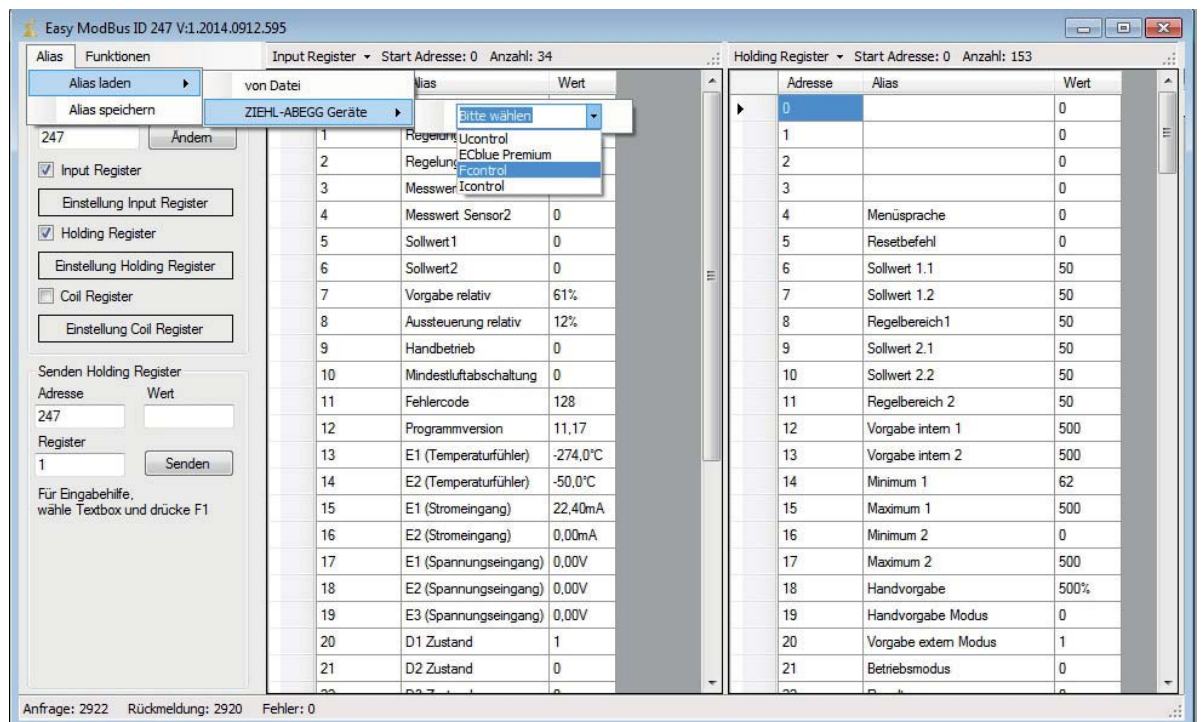 Easy ModBus ID 247 V:1.2014.0912.595
Alias Funktionen
Alias laden
Alias speichern
von Datei
ZIEHL-ABEGG Geräte
Bitte wählen
Ucontrol
ECblue Premium
Fcontrol
Icontrol
247 Ändern
Input Register
Einstellung Input Register
Holding Register
Einstellung Holding Register
Coil Register
Einstellung Coil Register
Senden Holding Register
Adresse Wert
247
Register
1 Senden
Für Eingabehilfe,
wähle Textbox und drücke F1
Input Register Start Adresse: 0 Anzahl: 34
Alias Wert
1
2
3
4 Messwert Sensor2 0
5 Sollwert1 0
6 Sollwert2 0
7 Vorgabe relativ 61%
8 Aussteuerung relativ 12%
9 Handbetrieb 0
10 Mindestluftabschaltung 0
11 Fehlercode 128
12 Programmversion 11,17
13 E1 (Temperaturfühler) -274,0°C
14 E2 (Temperaturfühler) -50,0°C
15 E1 (Stromeingang) 22,40mA
16 E2 (Stromeingang) 0,00mA
17 E1 (Spannungseingang) 0,00V
18 E2 (Spannungseingang) 0,00V
19 E3 (Spannungseingang) 0,00V
20 D1 Zustand 1
21 D2 Zustand 0
Holding Register Start Adresse: 0 Anzahl: 153
Adresse Alias Wert
0 0
1 0
2 0
3 0
4 Menüsprache 0
5 Resetbefehl 0
6 Sollwert 1.1 50
7 Sollwert 1.2 50
8 Regelbereich1 50
9 Sollwert 2.1 50
10 Sollwert 2.2 50
11 Regelbereich 2 50
12 Vorgabe intern 1 500
13 Vorgabe intern 2 500
14 Minimum 1 62
15 Maximum 1 500
16 Minimum 2 0
17 Maximum 2 500
18 Handvorgabe 500%
19 Handvorgabe Modus 0
20 Vorgabe extern Modus 1
21 Betriebsmodus 0
Anfrage: 2922 Rückmeldung: 2920 Fehler: 0